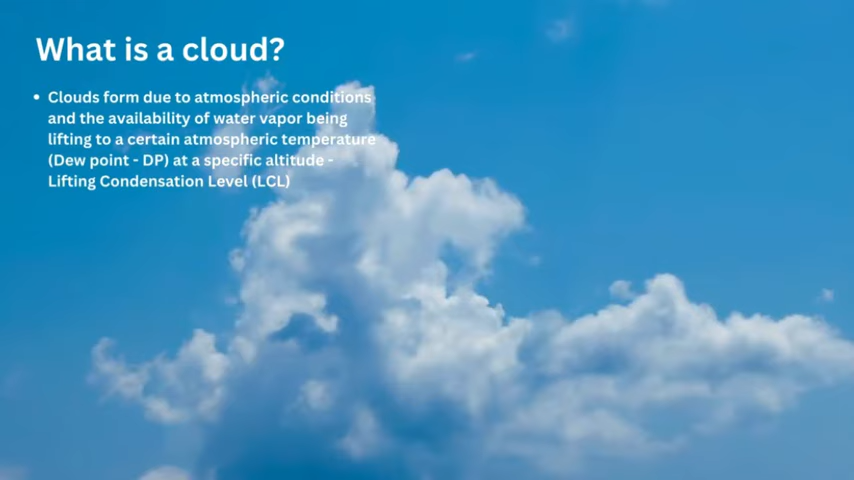 What is a cloud?
• Clouds form due to atmospheric conditions
and the availability of water vapor being
lifting to a certain atmospheric temperature
(Dew point - DP) at a specific altitude -
Lifting Condensation Level (LCL)